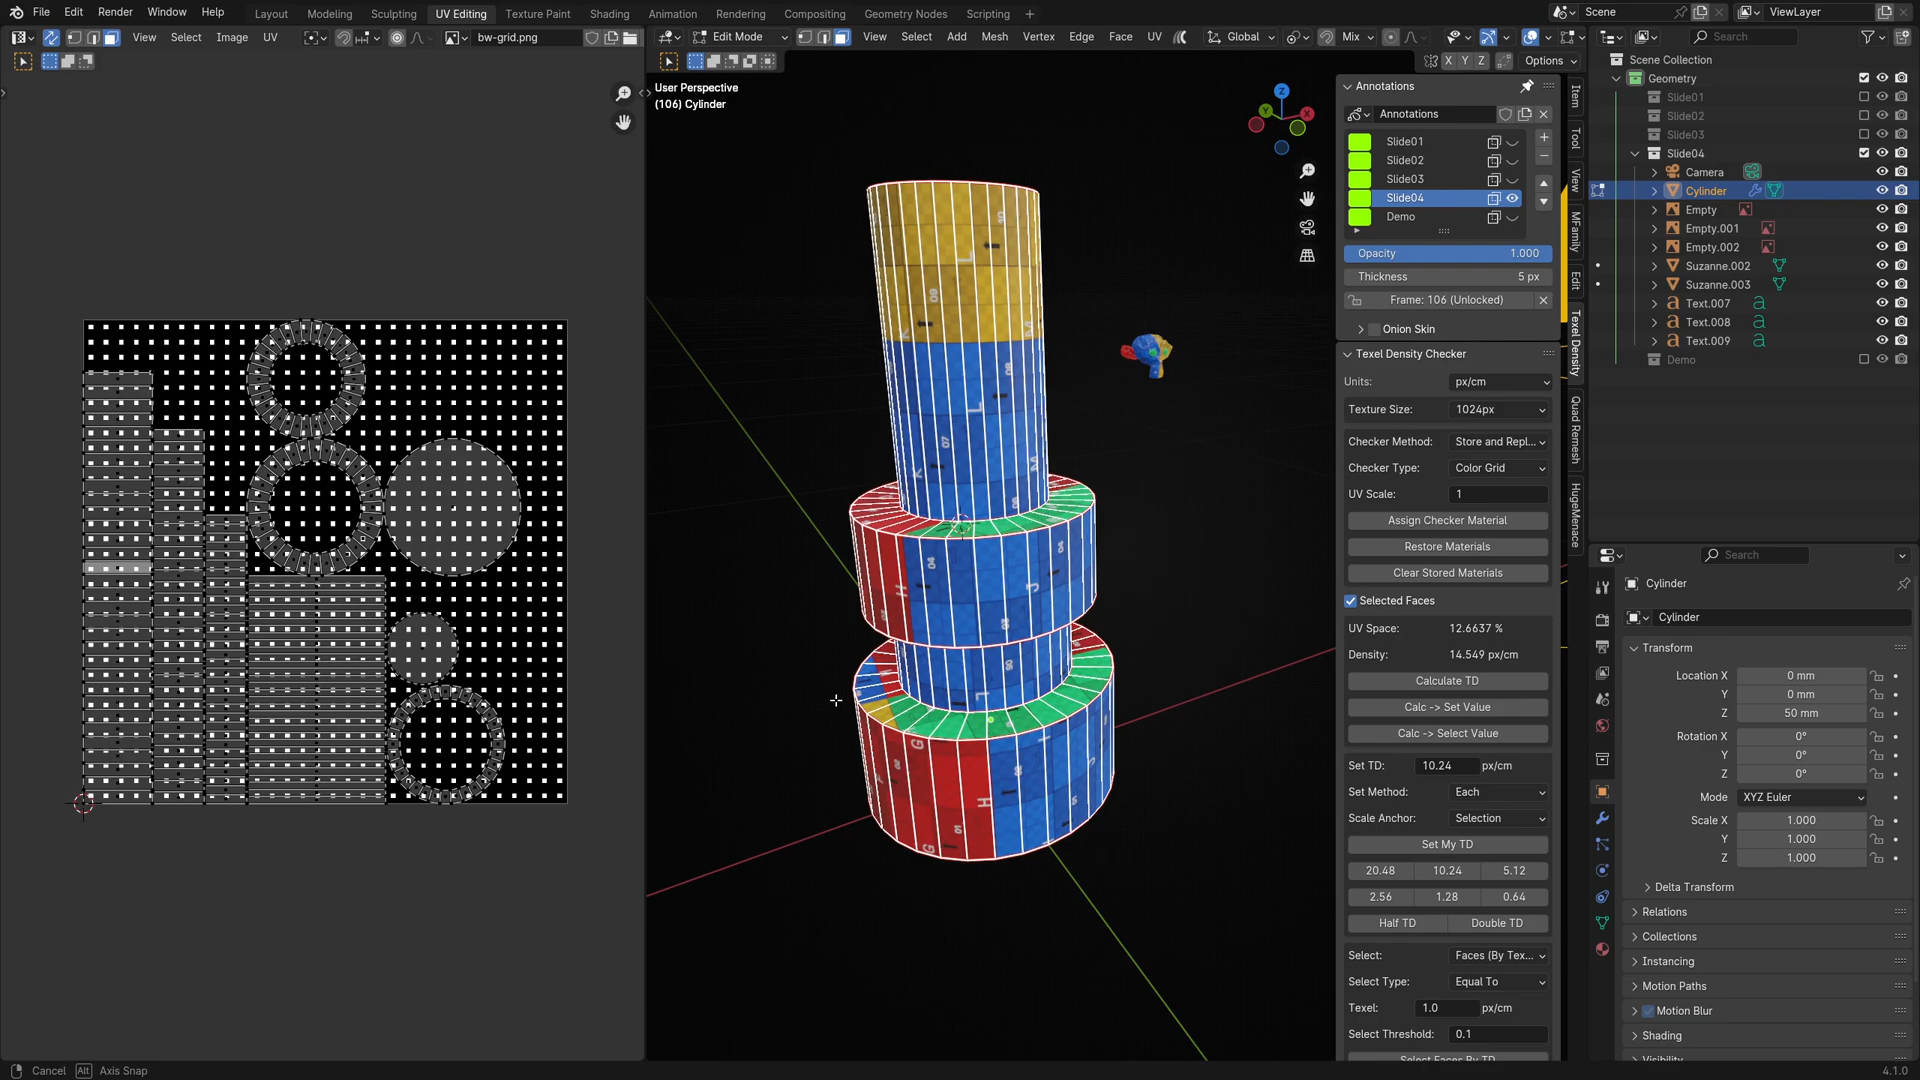 File Edit Render Window Help Layout Modeling Sculpting UV Editing Texture Paint Shading Animation Rendering Compositing Geometry Nodes Scripting + Scene ViewLayer
View Select Image UV bw-grid.png Edit Mode View Select Add Mesh Vertex Edge Face UV Global Mix Search
X Y Z Options
User Perspective
(106) Cylinder
Z
Y
X
Annotations
Annotations
Slide01
Slide02
Slide03
Slide04
Demo
Opacity 1.000
Thickness 5 px
Frame: 106 (Unlocked)
Onion Skin
Texel Density Checker
Units: px/cm
Texture Size: 1024px
Checker Method: Store and Repl...
Checker Type: Color Grid
UV Scale: 1
Assign Checker Material
Restore Materials
Clear Stored Materials
Selected Faces
UV Space: 12.6637 %
Density: 14.549 px/cm
Calculate TD
Calc -> Set Value
Calc -> Select Value
Set TD: 10.24 px/cm
Set Method: Each
Scale Anchor: Selection
Set My TD
20.48 10.24 5.12
2.56 1.28 0.64
Half TD Double TD
Select: Faces (By Tex...
Select Type: Equal To
Texel: 1.0 px/cm
Select Threshold: 0.1
Select Faces By TD
Item
Tool
View
MFamily
Edit
Texel Density
Quad Remesh
HugeMenace
Scene Collection
Geometry
Slide01
Slide02
Slide03
Slide04
Camera
Cylinder
Empty
Empty.001
Empty.002
Suzanne.002
Suzanne.003
Text.007
Text.008
Text.009
Demo
Search
Cylinder
Cylinder
Transform
Location X 0 mm
Y 0 mm
Z 50 mm
Rotation X 0°
Y 0°
Z 0°
Mode XYZ Euler
Scale X 1.000
Y 1.000
Z 1.000
Delta Transform
Relations
Collections
Instancing
Motion Paths
Motion Blur
Shading
Visibility
Cancel Alt Axis Snap 4.1.0